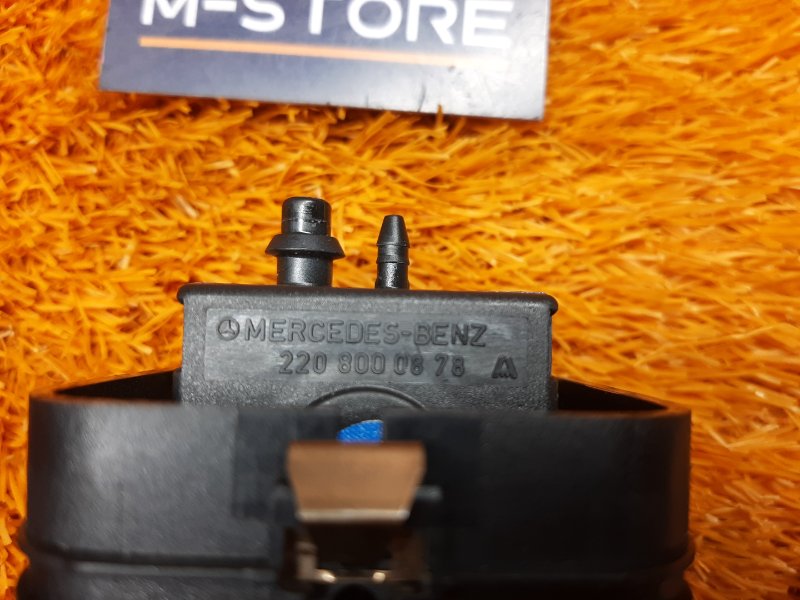 M-STORE
MERCEDES-BENZ
220 800 08 78